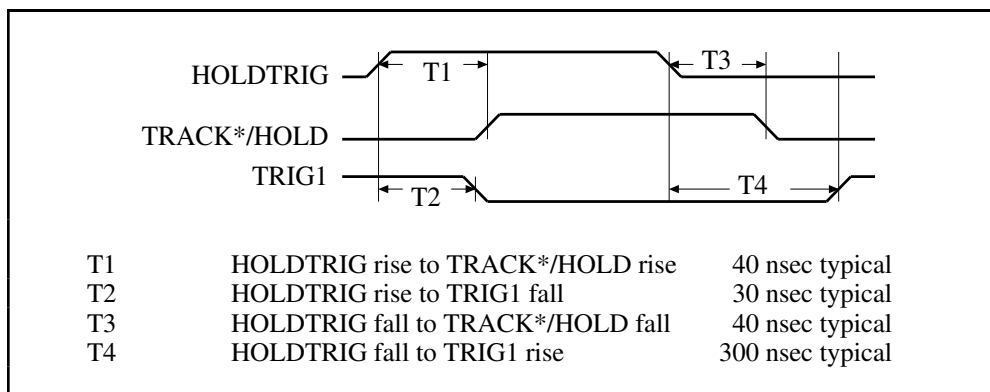 HOLDTRIG T1 T3
TRACK*/HOLD
TRIG1 T2 T4
T1 HOLDTRIG rise to TRACK*/HOLD rise 40 nsec typical
T2 HOLDTRIG rise to TRIG1 fall 30 nsec typical
T3 HOLDTRIG fall to TRACK*/HOLD fall 40 nsec typical
T4 HOLDTRIG fall to TRIG1 rise 300 nsec typical